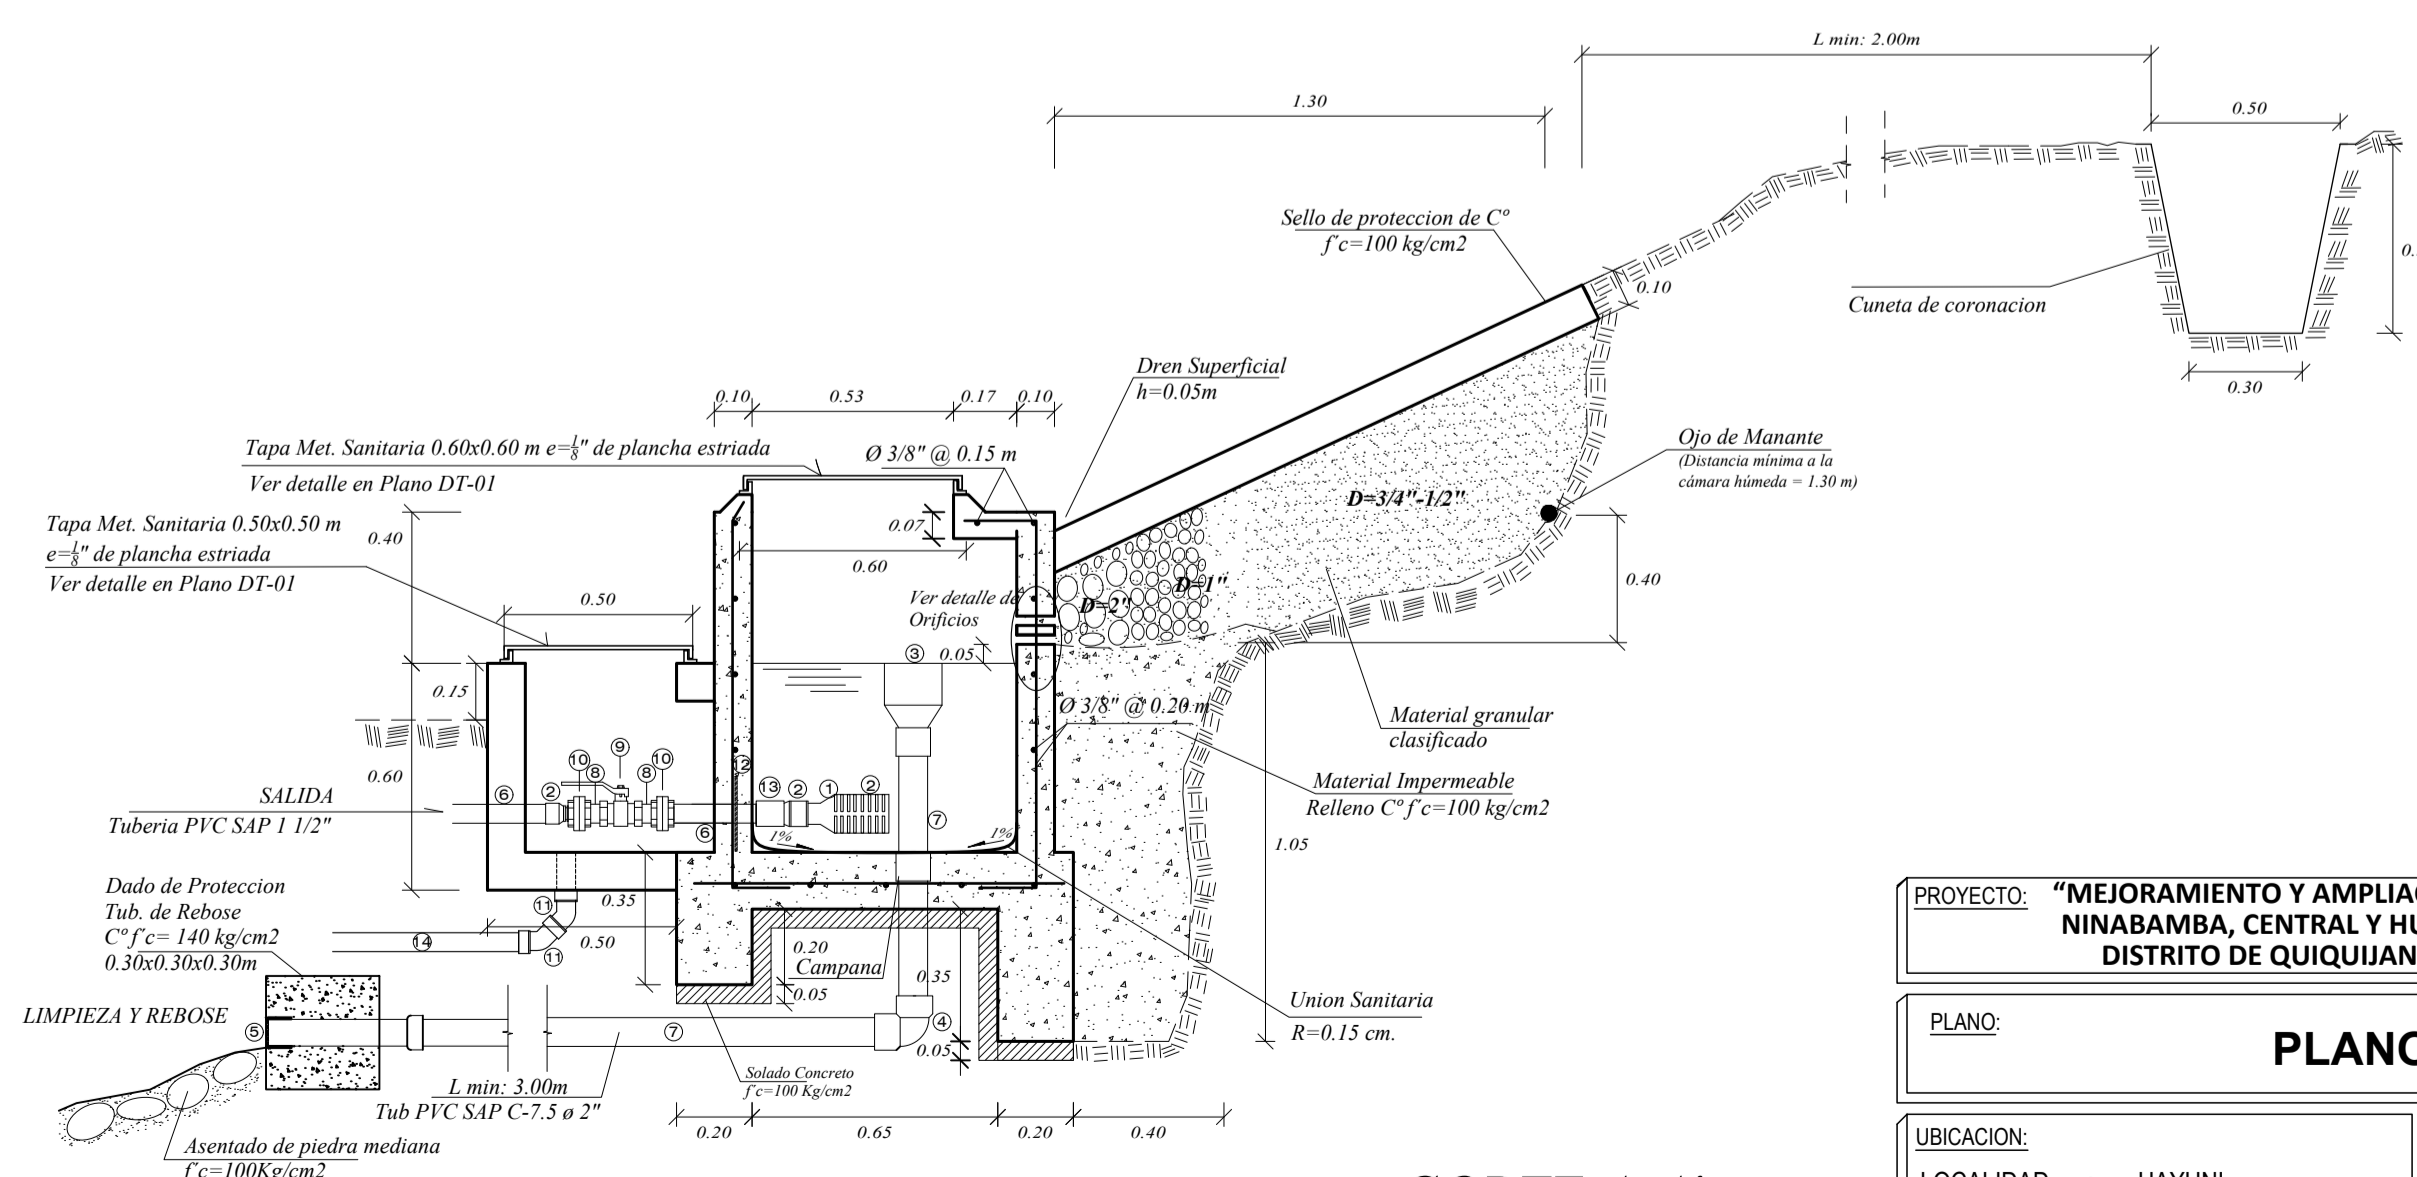 L min: 2.00m
1.30
0.50
Sello de proteccion de Cº
f'c=100 kg/cm2
0.10
Cuneta de coronacion
0.30
Dren Superficial
h=0.05m
0.10
0.53
0.17
0.10
Tapa Met. Sanitaria 0.60x0.60 m e=1/8" de plancha estriada
Ver detalle en Plano DT-01
Ø 3/8" @ 0.15 m
Ojo de Manante
(Distancia mínima a la
cámara húmeda = 1.30 m)
D=3/4"-1/2"
Tapa Met. Sanitaria 0.50x0.50 m
e=1/8" de plancha estriada
Ver detalle en Plano DT-01
0.40
0.07
0.60
0.40
D=1"
D=2"
0.50
Ver detalle de
Orificios
3
0.05
0.15
Ø 3/8" @ 0.20 m
Material granular
clasificado
Material Impermeable
Relleno Cº f'c=100 kg/cm2
0.60
SALIDA
Tuberia PVC SAP 1 1/2"
6
2
10
8
9
8
10
12
13
2
1
2
6
7
1%
1%
1.05
Dado de Proteccion
Tub. de Rebose
Cº f'c= 140 kg/cm2
0.30x0.30x0.30m
11
0.35
14
11
0.50
0.20
Campana
0.35
0.05
LIMPIEZA Y REBOSE
5
7
4
0.05
Union Sanitaria
R=0.15 cm.
Solado Concreto
f'c=100 Kg/cm2
L min: 3.00m
Tub PVC SAP C-7.5 ø 2"
0.20
0.65
0.20
0.40
Asentado de piedra mediana
f'c=100Kg/cm2
PROYECTO:
"MEJORAMIENTO Y AMPLIAC
NINABAMBA, CENTRAL Y HU
DISTRITO DE QUIQUIJAN
PLANO:
PLANO
UBICACION: